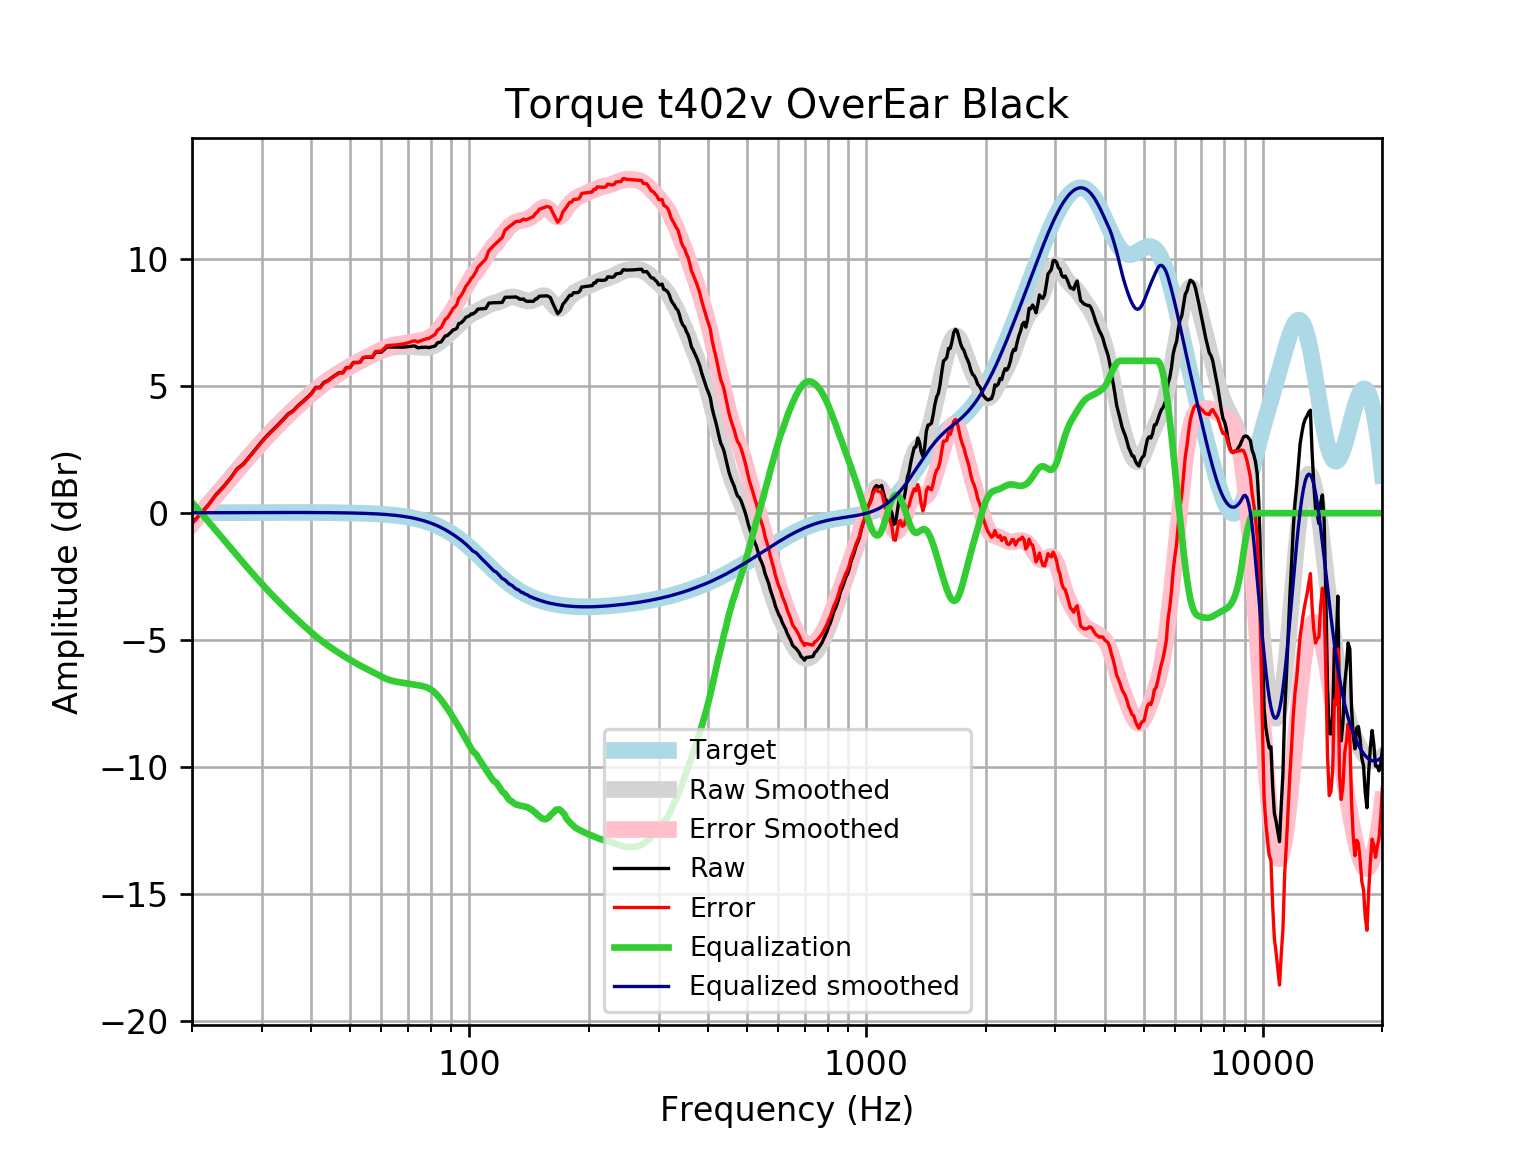 Torque t402v OverEar Black
Amplitude (dBr)
10
5
0
−5
−10
−15
−20
Target
Raw Smoothed
Error Smoothed
Raw
Error
Equalization
Equalized smoothed
100
1000
10000
Frequency (Hz)